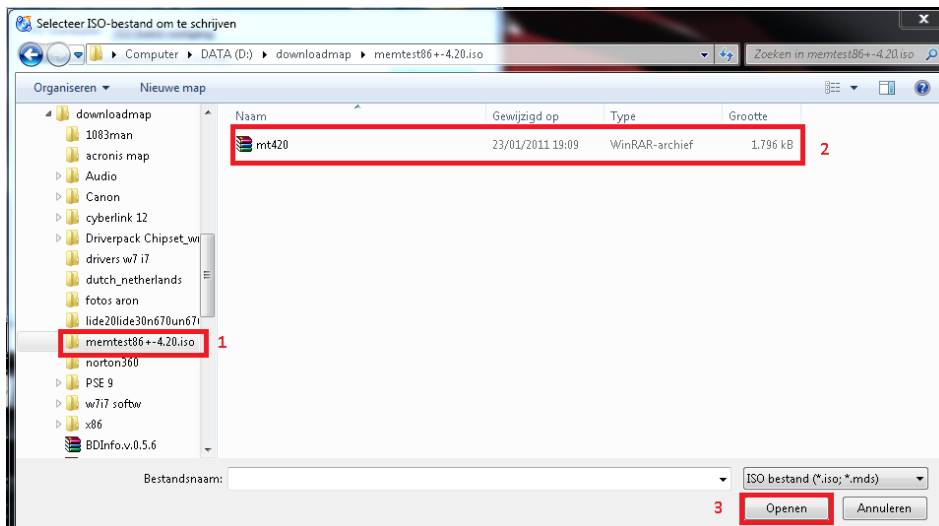 Selecteer ISO-bestand om te schrijven
x
Computer DATA (D:) downloadmap memtest86+-4.20.iso
Zoeken in memtest86+-4.20.iso
Organiseren Nieuwe map
downloadmap
1083man
acronis map
Audio
Canon
cyberlink 12
Driverpack Chipset_wi
drivers w7 i7
dutch_netherlands
fotos aron
lide20lide30n670un67
memtest86+-4.20.iso
1
norton360
PSE 9
w7i7 softw
x86
BDInfo.v.0.5.6
Naam Gewijzigd op Type Grootte
mt420 23/01/2011 19:09 WinRAR-archief 1.796 kB
2
Bestandsnaam:
ISO bestand (*.iso; *.mds)
3
Openen
Annuleren